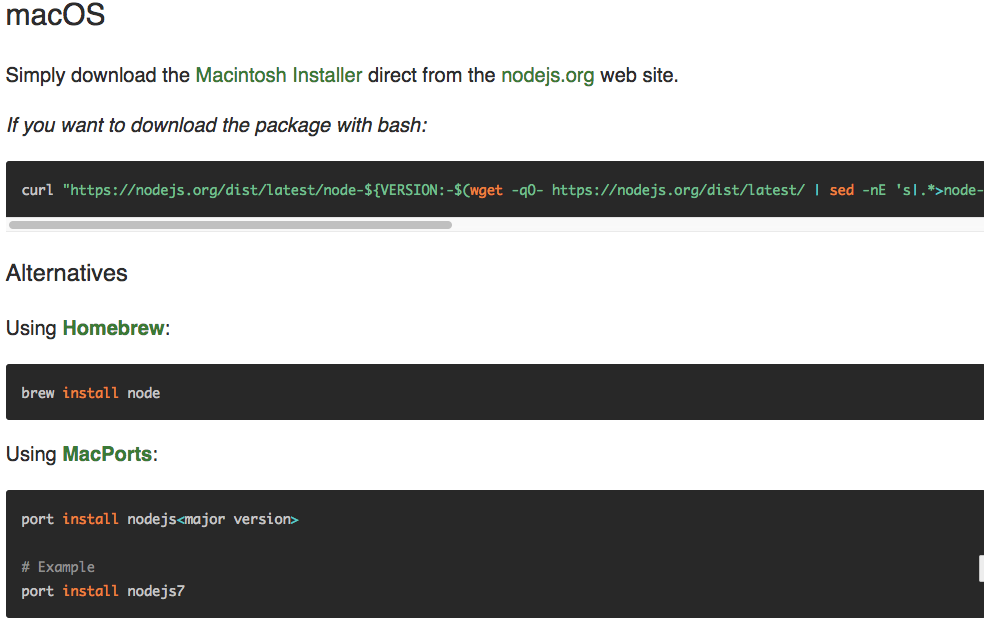 macOS
Simply download the Macintosh Installer direct from the nodejs.org web site.
If you want to download the package with bash:
curl "https://nodejs.org/dist/latest/node-${VERSION:-$(wget -qO- https://nodejs.org/dist/latest/ | sed -nE 's|.*>node-
Alternatives
Using Homebrew:
brew install node
Using MacPorts:
port install nodejs<major version>
# Example
port install nodejs7